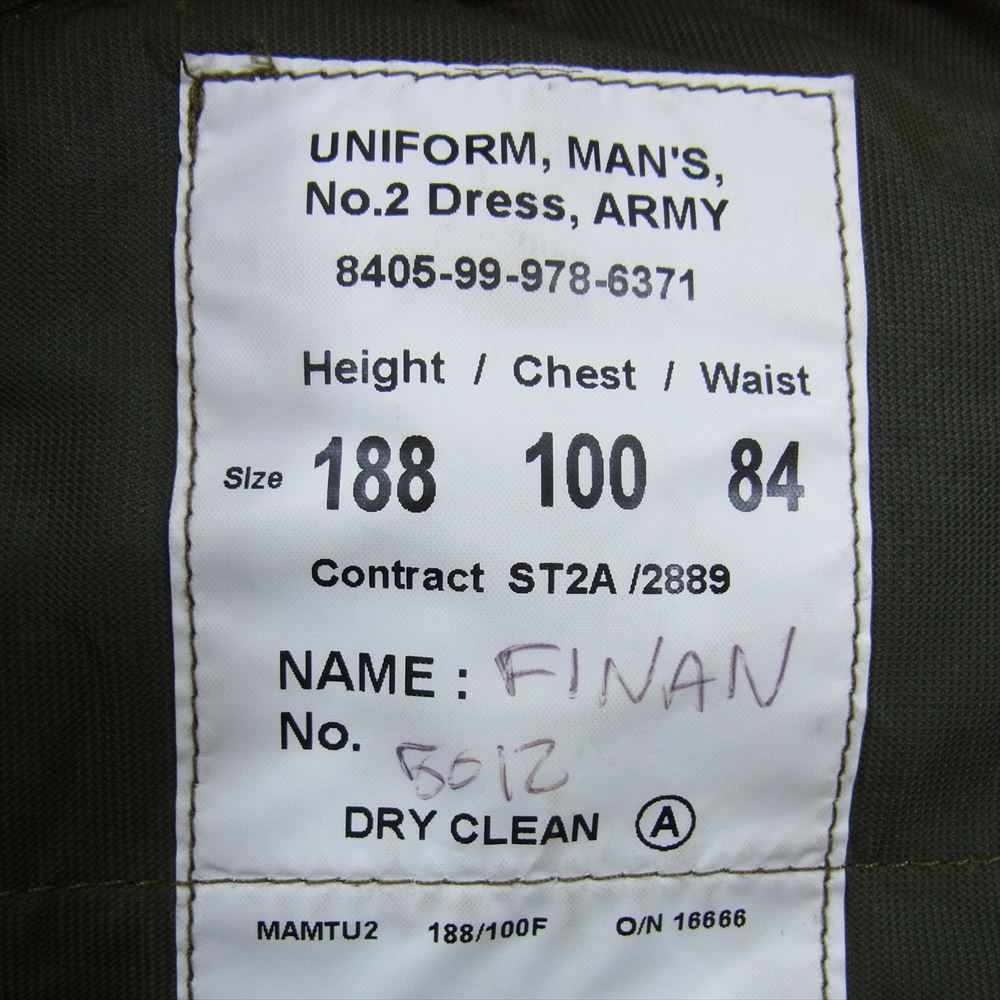 UNIFORM, MAN'S,
No.2 Dress, ARMY
8405-99-978-6371
Height / Chest / Waist
Size 188 100 84
Contract ST2A /2889
NAME : FINAN
No. 5012
DRY CLEAN Ⓐ
MAMTU2 188/100F O/N 16666